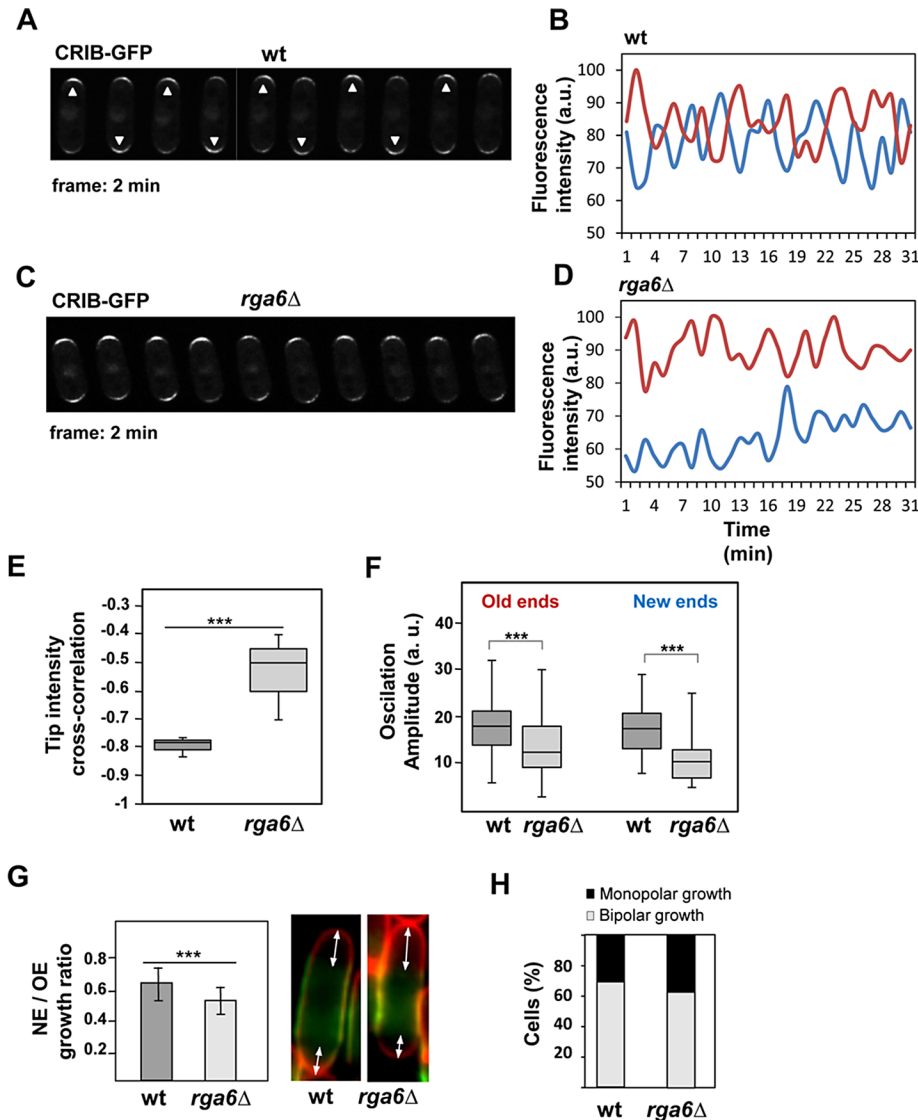 A
CRIB-GFP wt
frame: 2 min
B
wt
Fluorescence
intensity (a.u.)
100
90
80
70
60
50
1 4 7 10 13 16 19 22 25 28 31
C
CRIB-GFP rga6Δ
frame: 2 min
D
rga6Δ
Fluorescence
intensity (a.u.)
100
90
80
70
60
50
1 4 7 10 13 16 19 22 25 28 31
Time
(min)
E
Tip intensity
cross-correlation
-0.3
-0.4
-0.5
-0.6
-0.7
-0.8
-0.9
-1
***
wt rga6Δ
F
Oscilation
Amplitude (a. u.)
40
30
20
10
Old ends New ends
*** ***
wt rga6Δ wt rga6Δ
G
NE / OE
growth ratio
0.8
0.6
0.4
0.2
***
wt rga6Δ
wt rga6Δ
H
Monopolar growth
Bipolar growth
Cells (%)
80
60
40
20
wt rga6Δ